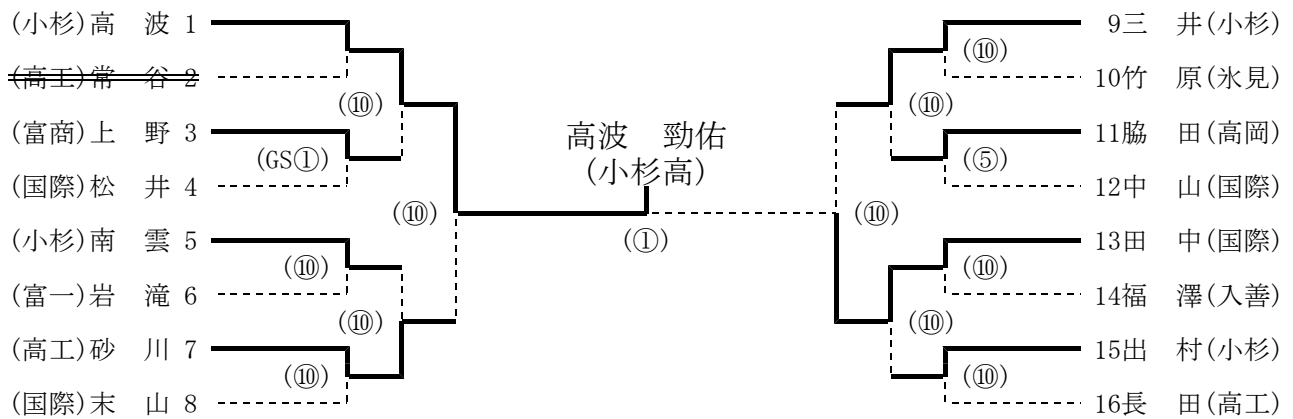 (小杉)高　波 1
(高工)常　谷 2
(富商)上　野 3
(国際)松　井 4
(小杉)南　雲 5
(富一)岩　滝 6
(高工)砂　川 7
(国際)末　山 8
(⑩)
(GS①)
(⑩)
(⑩)
(⑩)
(⑩)
高波　勁佑
(小杉高)
(①)
(⑩)
(⑩)
(⑤)
(⑩)
(⑩)
(⑩)
(⑩)
9三　井(小杉)
10竹　原(氷見)
11脇　田(高岡)
12中　山(国際)
13田　中(国際)
14福　澤(入善)
15出　村(小杉)
16長　田(高工)